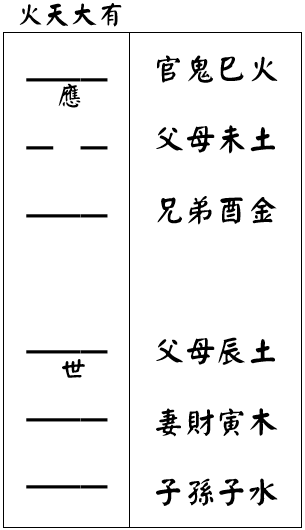 火天大有
官鬼巳火
應
父母未土
兄弟酉金
父母辰土
世
妻財寅木
子孫子水